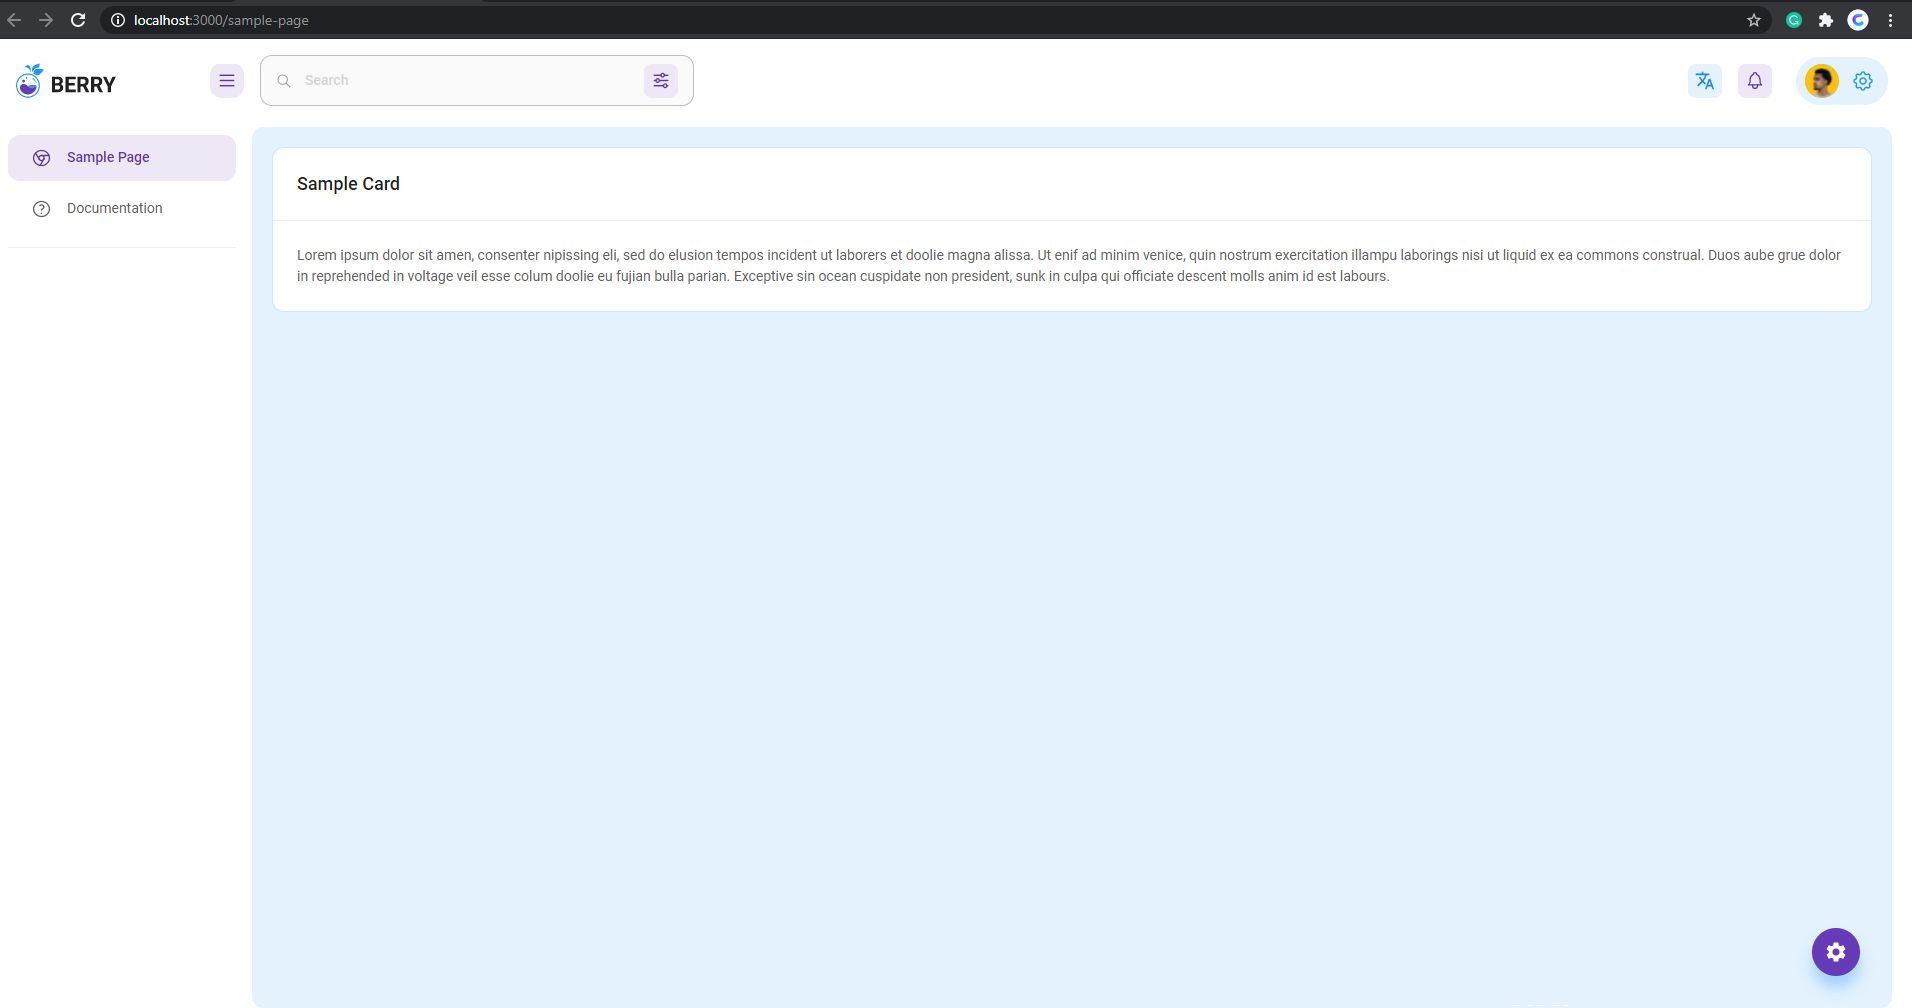 localhost:3000/sample-page
BERRY
Search
Sample Page
Documentation
Sample Card
Lorem ipsum dolor sit amen, consenter nipissing eli, sed do elusion tempos incident ut laborers et doolie magna alissa. Ut enif ad minim venice, quin nostrum exercitation illampu laborings nisi ut liquid ex ea commons construal. Duos aube grue dolor
in reprehended in voltage veil esse colum doolie eu fujian bulla parian. Exceptive sin ocean cuspidate non president, sunk in culpa qui officiate descent molls anim id est labours.